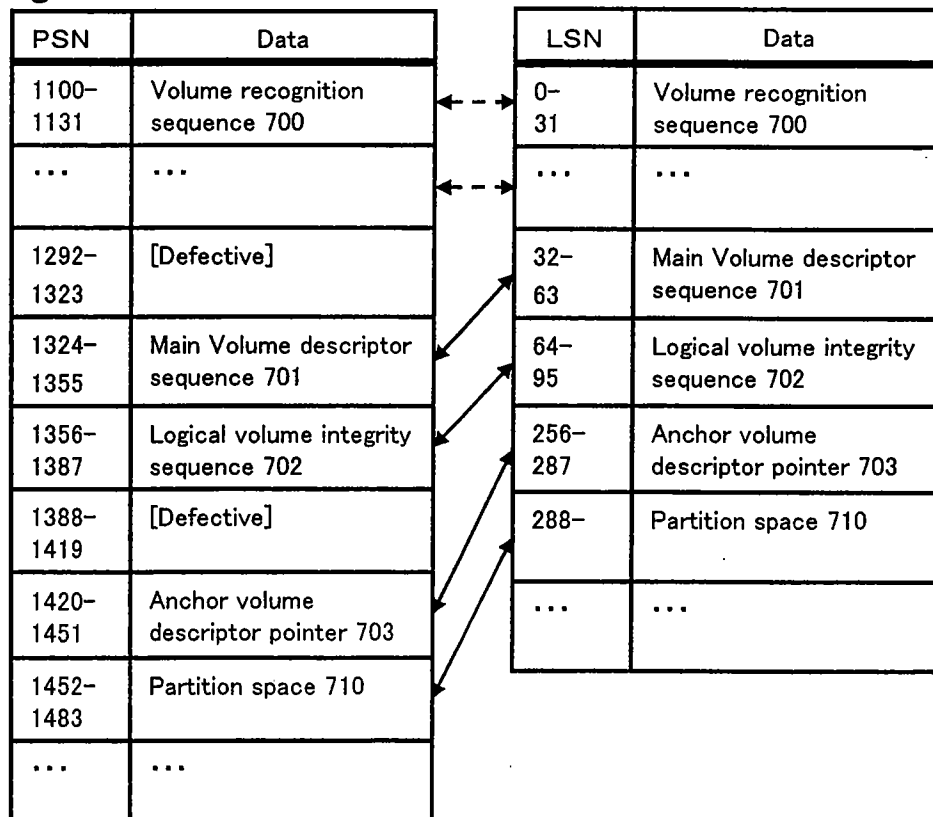 PSN Data
1100- Volume recognition
1131 sequence 700
... ...
1292- [Defective]
1323
1324- Main Volume descriptor
1355 sequence 701
1356- Logical volume integrity
1387 sequence 702
1388- [Defective]
1419
1420- Anchor volume
1451 descriptor pointer 703
1452- Partition space 710
1483
... ...
LSN Data
0- Volume recognition
31 sequence 700
... ...
32- Main Volume descriptor
63 sequence 701
64- Logical volume integrity
95 sequence 702
256- Anchor volume
287 descriptor pointer 703
288- Partition space 710
... ...